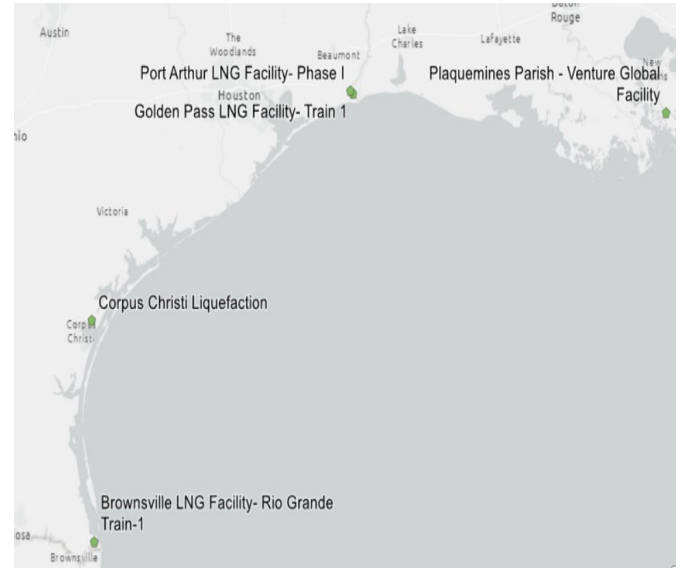 Austin
The
Woodlands
Beaumont
Lake
Charles
Lafayette
Rouge
Port Arthur LNG Facility- Phase I
Houston
Golden Pass LNG Facility- Train 1
Plaquemines Parish - Venture Global
Facility
New
Victoria
Corpus Christi Liquefaction
Corpus
Christi
Brownsville LNG Facility- Rio Grande
Train-1
Brownsville